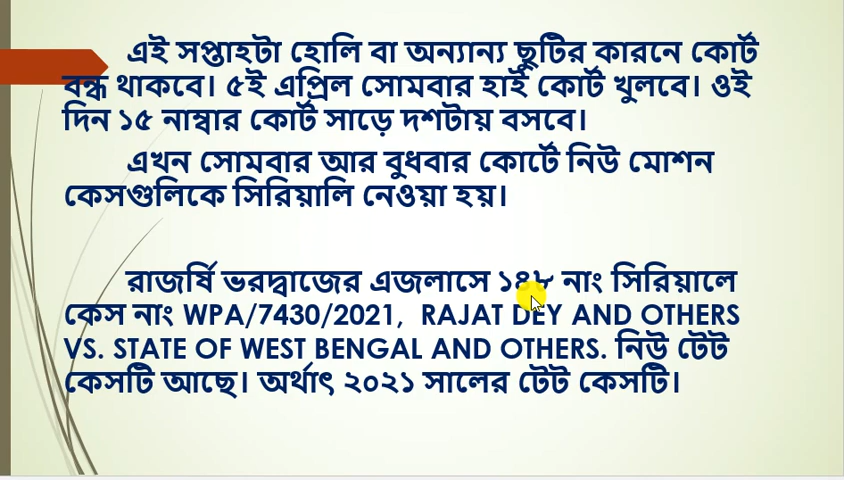 এই সপ্তাহটা হোলি বা অন্যান্য ছুটির কারনে কোর্ট
বন্ধ থাকবে। ৫ই এপ্রিল সোমবার হাই কোর্ট খুলবে। ওই
দিন ১৫ নাম্বার কোর্ট সাড়ে দশটায় বসবে।
এখন সোমবার আর বুধবার কোর্টে নিউ মোশন
কেসগুলিকে সিরিয়ালি নেওয়া হয়।
রাজর্ষি ভরদ্বাজের এজলাসে ১৪৮ নাং সিরিয়ালে
কেস নাং WPA/7430/2021, RAJAT DEY AND OTHERS
VS. STATE OF WEST BENGAL AND OTHERS. নিউ টেট
কেসটি আছে। অর্থাৎ ২০২১ সালের টেট কেসটি।